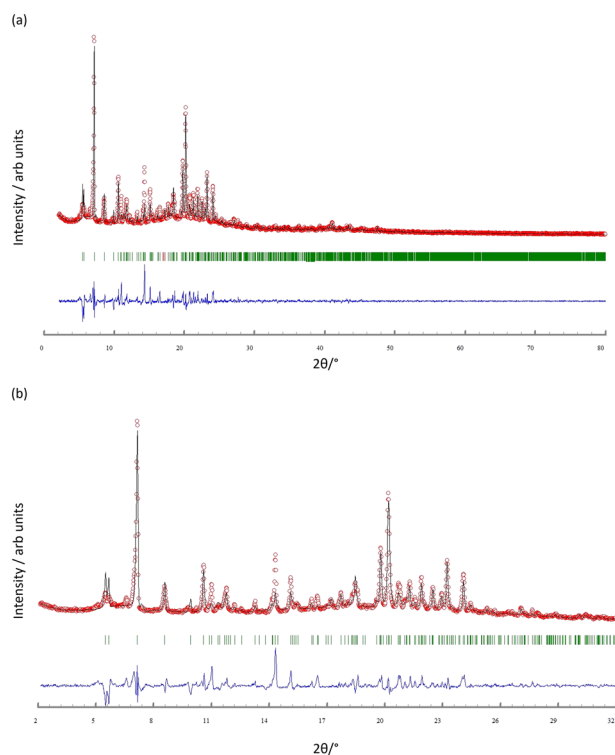 (a)
Intensity / arb units
0 10 20 30 40 50 60 70 80
2θ/°
(b)
Intensity / arb units
2 5 8 11 14 17 20 23 26 29 32
2θ/°